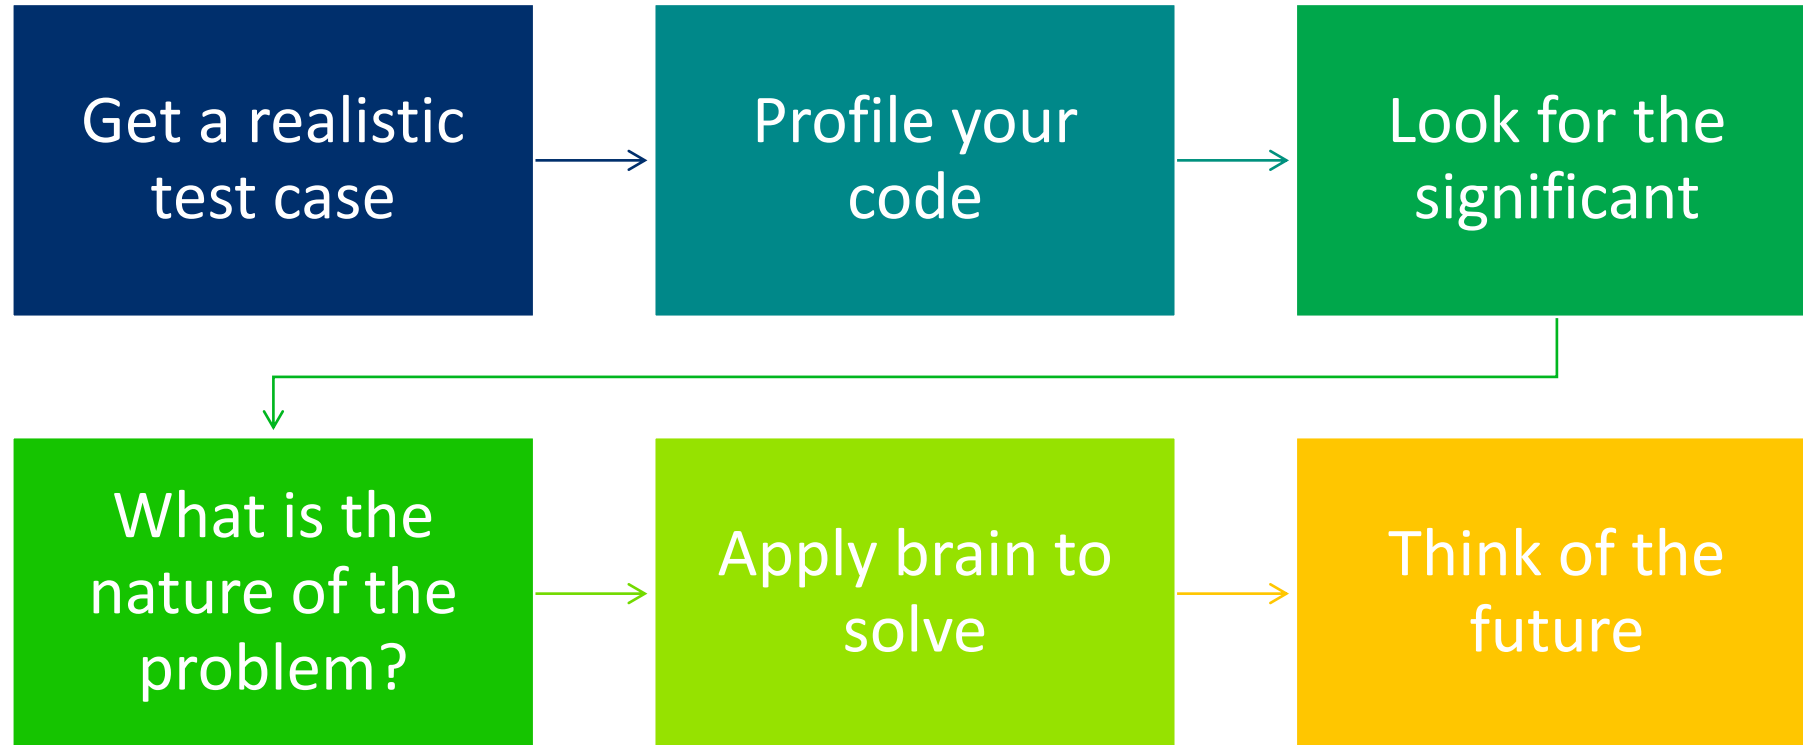 Get a realistic
test case
Profile your
code
Look for the
significant
What is the
nature of the
problem?
Apply brain to
solve
Think of the
future